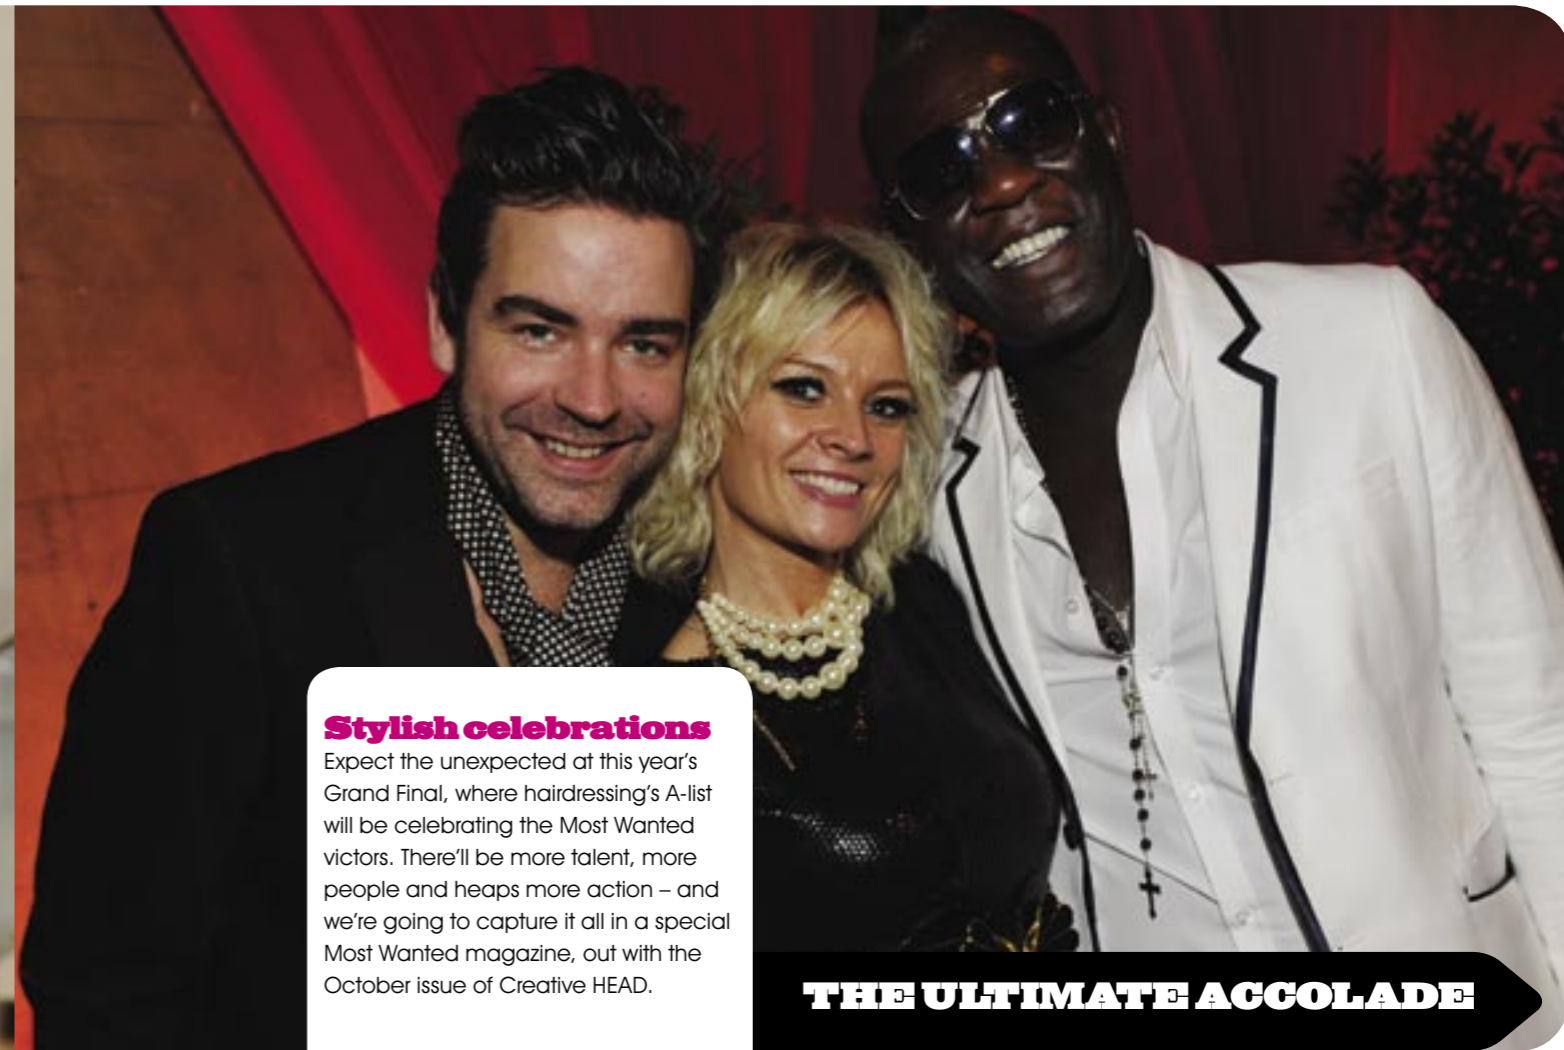 Stylish celebrations
Expect the unexpected at this year’s
Grand Final, where hairdressing’s A-list
will be celebrating the Most Wanted
victors. There’ll be more talent, more
people and heaps more action – and
we’re going to capture it all in a special
Most Wanted magazine, out with the
October issue of Creative HEAD.
THE ULTIMATE ACCOLADE